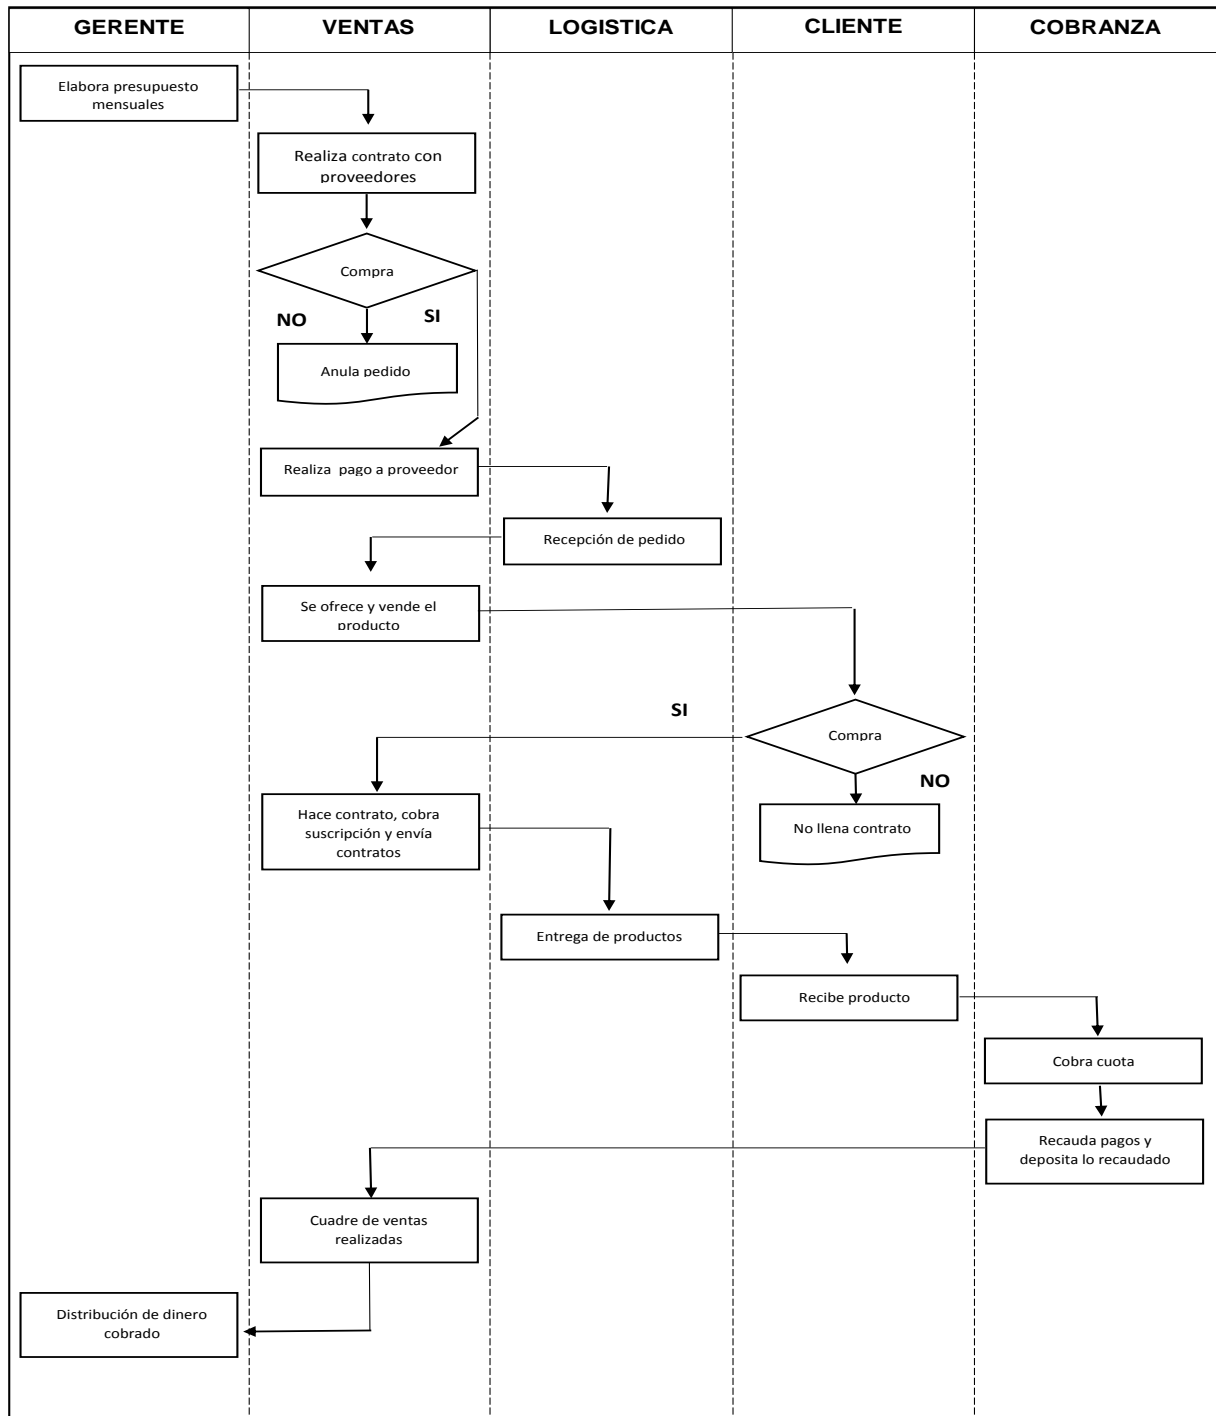 GERENTE
VENTAS
LOGISTICA
CLIENTE
COBRANZA
Elabora presupuesto
mensuales
Realiza contrato con
proveedores
Compra
NO
SI
Anula pedido
Realiza pago a proveedor
Recepción de pedido
Se ofrece y vende el
producto
SI
Compra
NO
Hace contrato, cobra
suscripción y envía
contratos
No llena contrato
Entrega de productos
Recibe producto
Cobra cuota
Recauda pagos y
deposita lo recaudado
Cuadre de ventas
realizadas
Distribución de dinero
cobrado